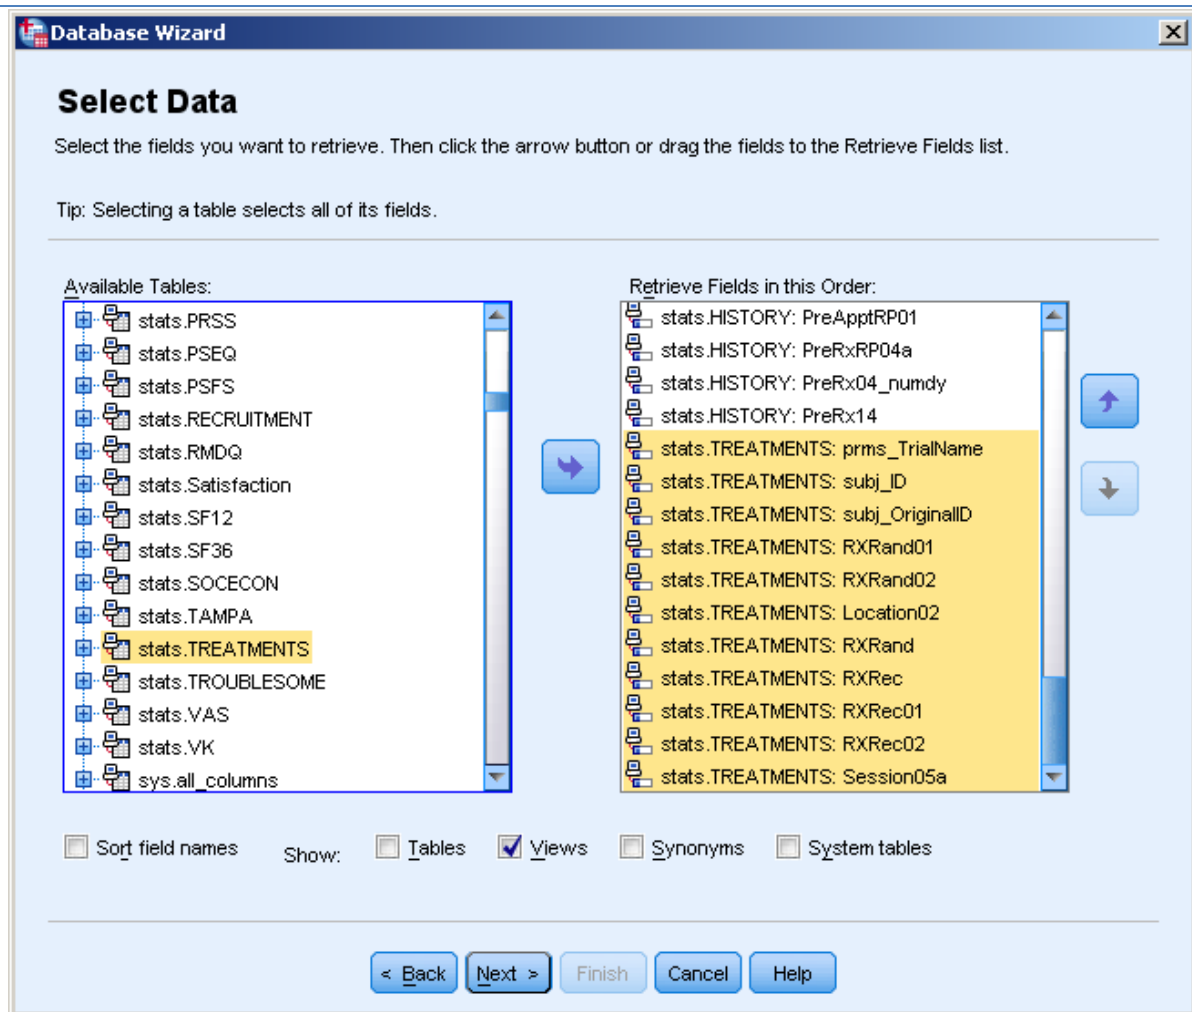 Database Wizard
Select Data
Select the fields you want to retrieve. Then click the arrow button or drag the fields to the Retrieve Fields list.
Tip: Selecting a table selects all of its fields.
Available Tables:
stats.PRSS
stats.PSEQ
stats.PSFS
stats.RECRUITMENT
stats.RMDQ
stats.Satisfaction
stats.SF12
stats.SF36
stats.SOCECON
stats.TAMPA
stats.TREATMENTS
stats.TROUBLESOME
stats.VAS
stats.VK
sys.all_columns
Retrieve Fields in this Order:
stats.HISTORY: PreApptRP01
stats.HISTORY: PreRxRP04a
stats.HISTORY: PreRx04_numdy
stats.HISTORY: PreRx14
stats.TREATMENTS: prms_TrialName
stats.TREATMENTS: subj_ID
stats.TREATMENTS: subj_OriginalID
stats.TREATMENTS: RXRand01
stats.TREATMENTS: RXRand02
stats.TREATMENTS: Location02
stats.TREATMENTS: RXRand
stats.TREATMENTS: RXRec
stats.TREATMENTS: RXRec01
stats.TREATMENTS: RXRec02
stats.TREATMENTS: Session05a
Sort field names Show: Tables Views Synonyms System tables
< Back Next > Finish Cancel Help